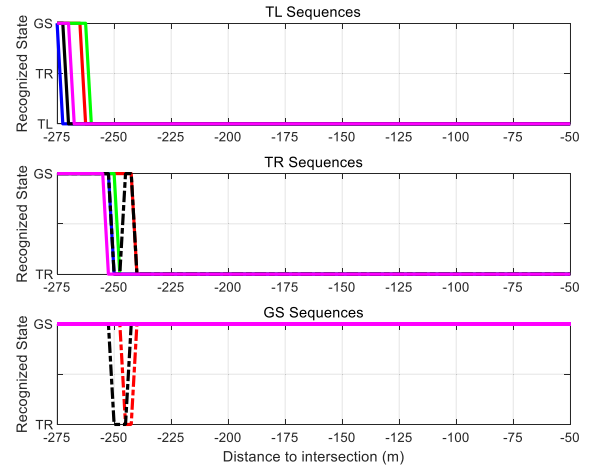 TL Sequences
Recognized State
GS
TR
TL
-275 -250 -225 -200 -175 -150 -125 -100 -75 -50
TR Sequences
Recognized State
GS
TR
-275 -250 -225 -200 -175 -150 -125 -100 -75 -50
GS Sequences
Recognized State
GS
TR
-275 -250 -225 -200 -175 -150 -125 -100 -75 -50
Distance to intersection (m)